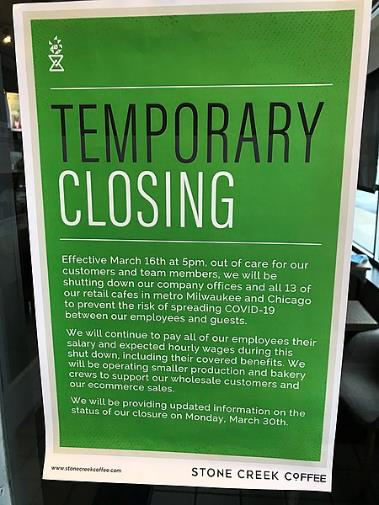 TEMPORARY
CLOSING
Effective March 16th at 5pm, out of care for our
customers and team members, we will be
shutting down our company offices and all 13 of
our retail cafes in metro Milwaukee and Chicago
to prevent the risk of spreading COVID-19
between our employees and guests.
We will continue to pay all of our employees their
salary and expected hourly wages during this
shut down, including their covered benefits. We
will be operating smaller production and bakery
crews to support our wholesale customers and
our ecommerce sales.
We will be providing updated information on the
status of our closure on Monday, March 30th.
www.stonecreekcoffee.com
STONE CREEK COFFEE